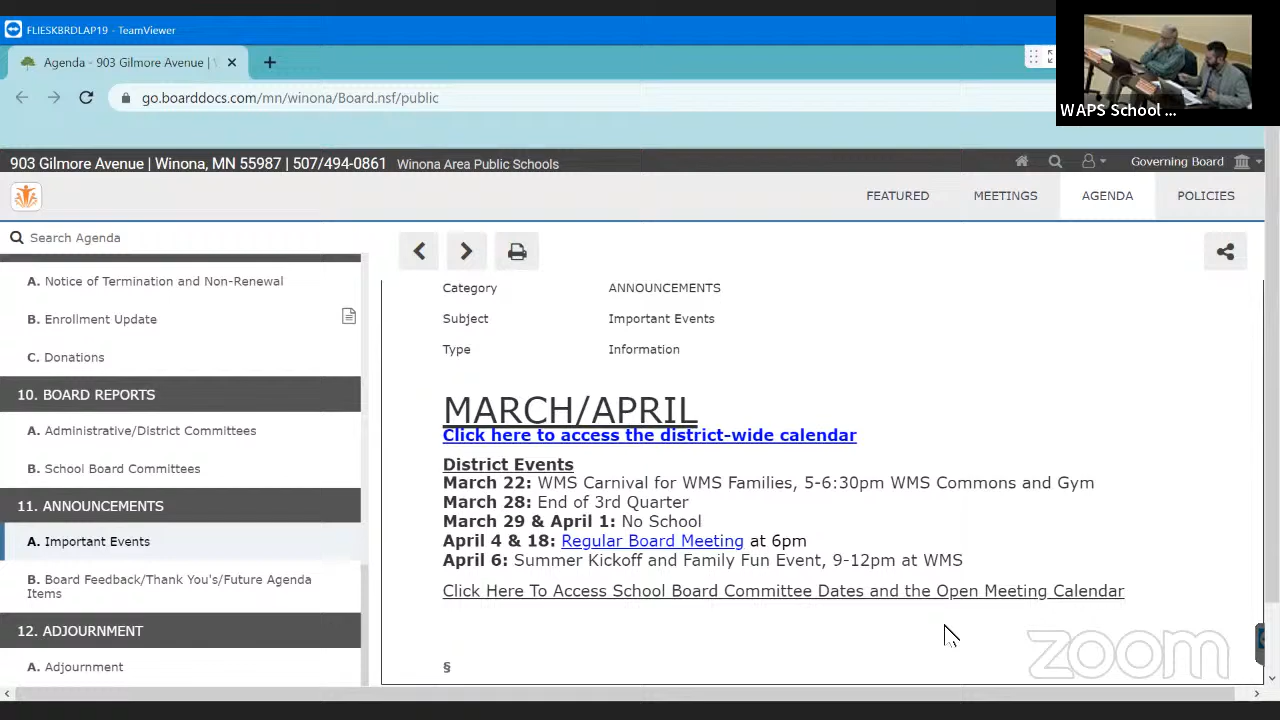 FLIESKBRDLAP19 - TeamViewer
Agenda - 903 Gilmore Avenue |
go.boarddocs.com/mn/winona/Board.nsf/public
WAPS School ...
903 Gilmore Avenue | Winona, MN 55987 | 507/494-0861 Winona Area Public Schools
Governing Board
FEATURED MEETINGS AGENDA POLICIES
Search Agenda
A. Notice of Termination and Non-Renewal
B. Enrollment Update
C. Donations
10. BOARD REPORTS
A. Administrative/District Committees
B. School Board Committees
11. ANNOUNCEMENTS
A. Important Events
B. Board Feedback/Thank You's/Future Agenda
Items
12. ADJOURNMENT
A. Adjournment
Category ANNOUNCEMENTS
Subject Important Events
Type Information
MARCH/APRIL
Click here to access the district-wide calendar
District Events
March 22: WMS Carnival for WMS Families, 5-6:30pm WMS Commons and Gym
March 28: End of 3rd Quarter
March 29 & April 1: No School
April 4 & 18: Regular Board Meeting at 6pm
April 6: Summer Kickoff and Family Fun Event, 9-12pm at WMS
Click Here To Access School Board Committee Dates and the Open Meeting Calendar
§
zoom